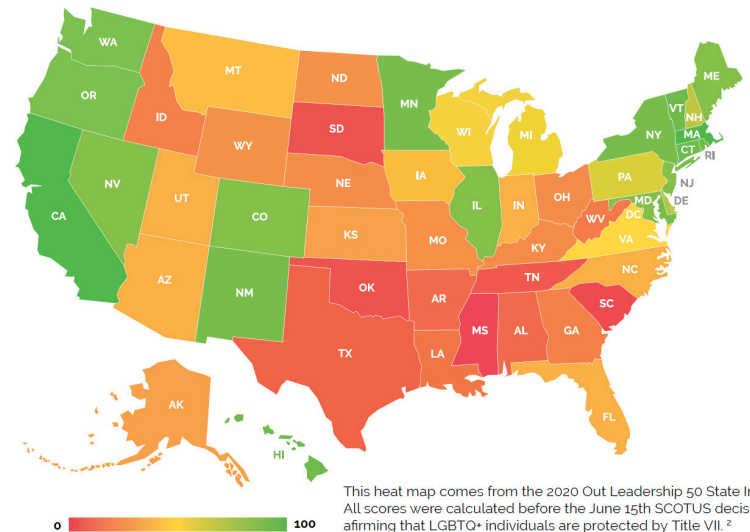 WA
OR
CA
NV
ID
MT
WY
UT
AZ
CO
NM
ND
SD
NE
KS
OK
TX
MN
IA
MO
AR
LA
WI
IL
MI
IN
OH
KY
TN
MS
AL
GA
FL
SC
NC
VA
WV
PA
NY
VT
NH
ME
MA
CT
RI
NJ
DE
MD
DC
AK
HI
0
100
This heat map comes from the 2020 Out Leadership 50 State In
All scores were calculated before the June 15th SCOTUS decis
afirming that LGBTQ+ individuals are protected by Title VII. ²